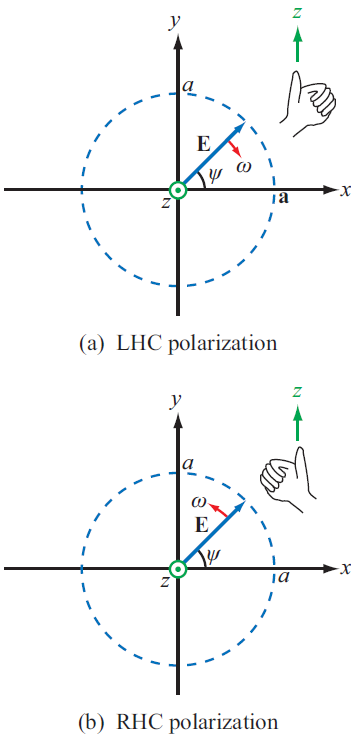 y
z
a
E
ω
ψ
z
a
x
(a) LHC polarization
y
z
a
ω
E
ψ
z
a
x
(b) RHC polarization